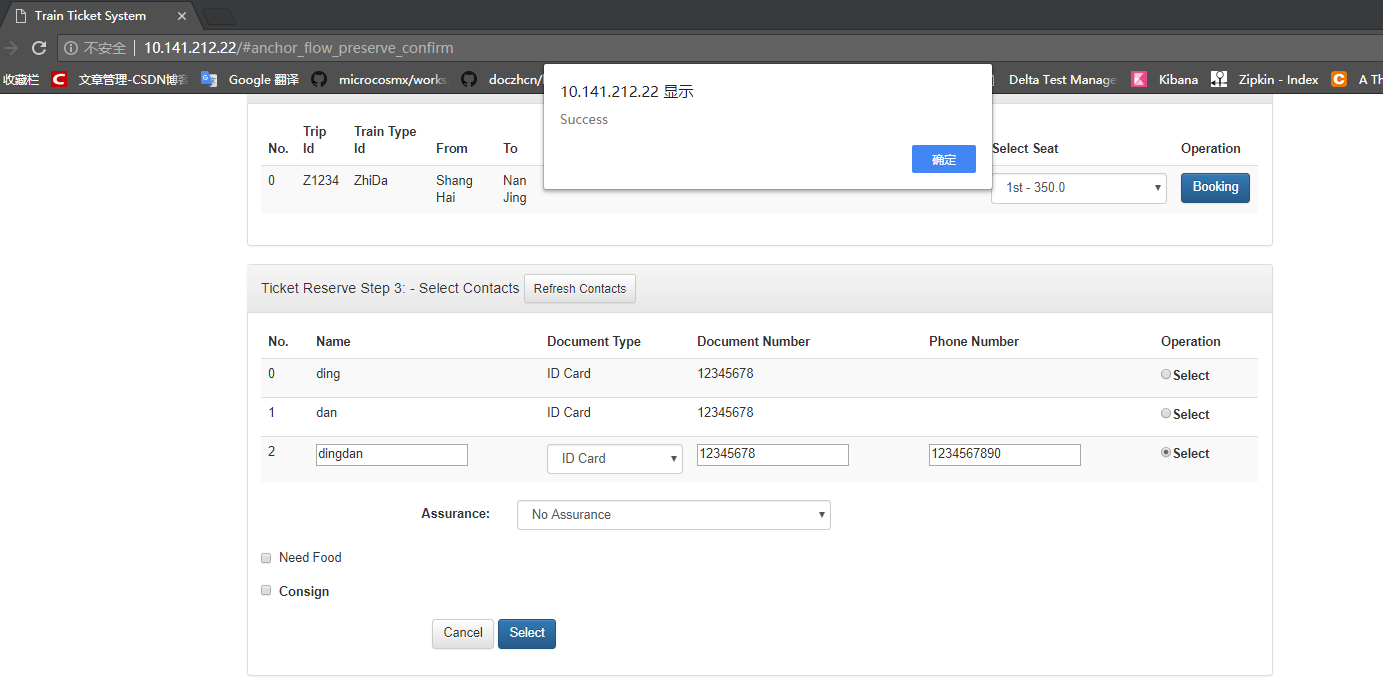 Train Ticket System
不安全 10.141.212.22/#anchor_flow_preserve_confirm
收藏栏 文章管理-CSDN博客 Google 翻译 microcosmx/works doczhcn/ Delta Test Manage Kibana Zipkin - Index A Th
10.141.212.22 显示
Success
确定
No. Trip Id Train Type Id From To Select Seat Operation
0 Z1234 ZhiDa Shang Hai Nan Jing 1st - 350.0 Booking
Ticket Reserve Step 3: - Select Contacts Refresh Contacts
No. Name Document Type Document Number Phone Number Operation
0 ding ID Card 12345678 Select
1 dan ID Card 12345678 Select
2 dingdan ID Card 12345678 1234567890 Select
Assurance: No Assurance
Need Food
Consign
Cancel Select